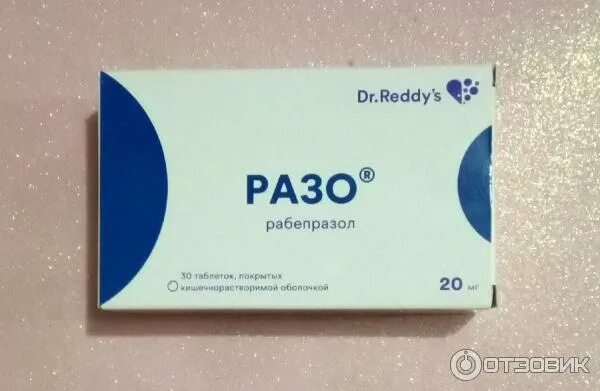 Dr.Reddy's
РАЗО®
рабепразол
30 таблеток, покрытых
кишечнорастворимой оболочкой
20 мг
ОТЗОВИК